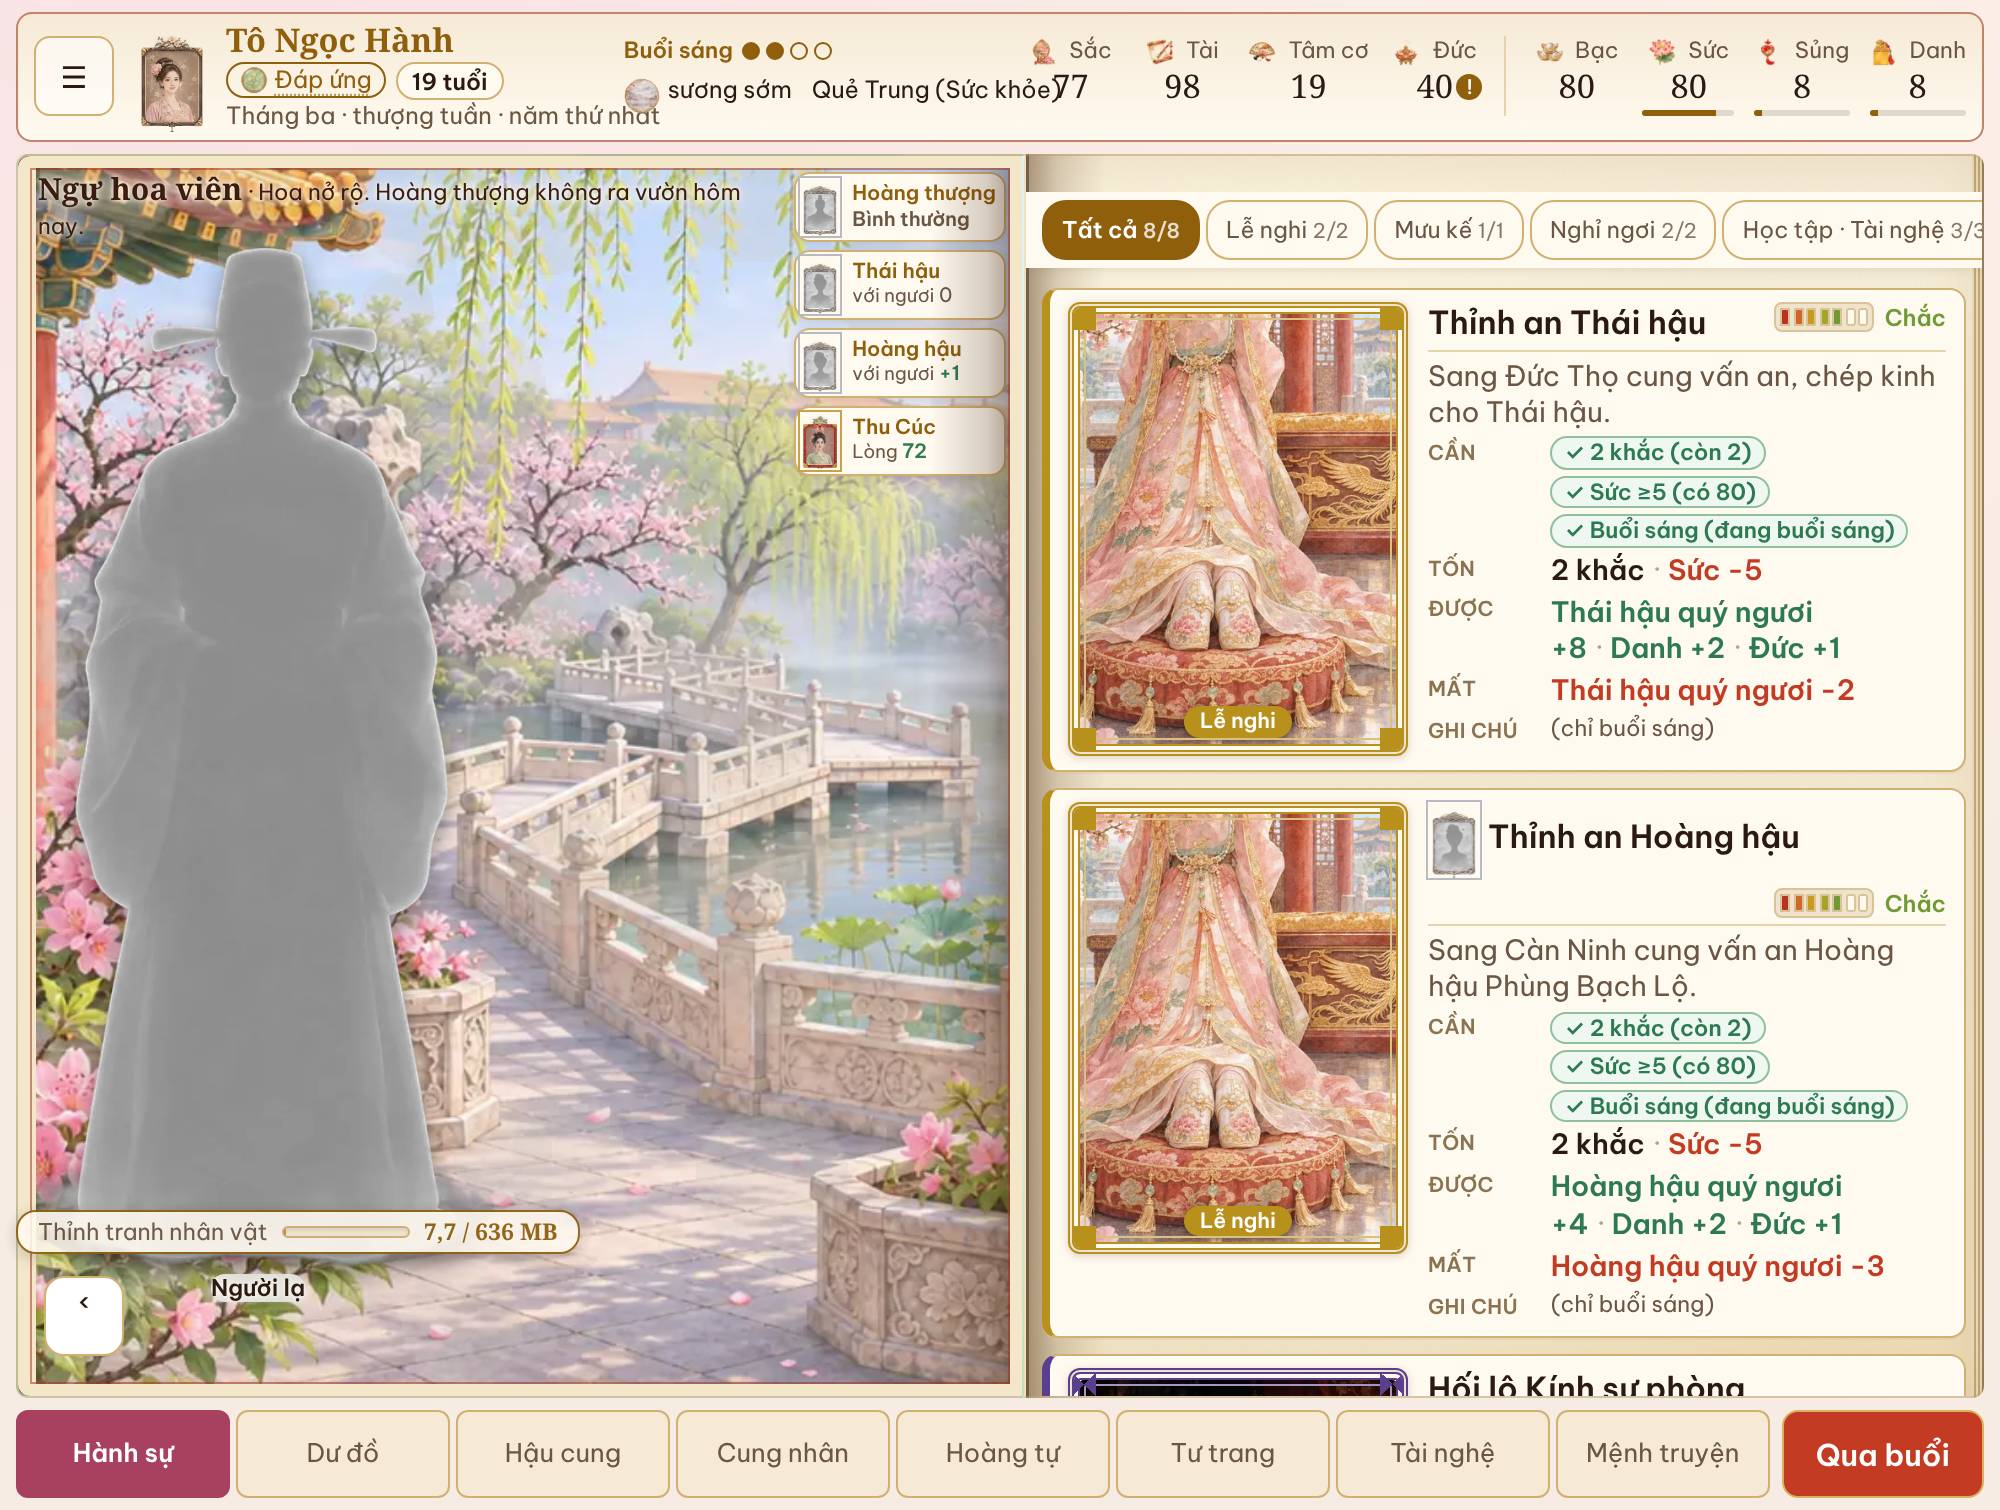 ☰
Tô Ngọc Hành
Đáp ứng 19 tuổi
Tháng ba · thượng tuần · năm thứ nhất
Buổi sáng
sương sớm Quẻ Trung (Sức khỏe)
Sắc 77
Tài 98
Tâm cơ 19
Đức 40 !
Bạc 80
Sức 80
Sủng 8
Danh 8
Ngự hoa viên · Hoa nở rộ. Hoàng thượng không ra vườn hôm
nay.
Hoàng thượng
Bình thường
Thái hậu
với ngươi 0
Hoàng hậu
với ngươi +1
Thu Cúc
Lòng 72
Thỉnh tranh nhân vật 7,7 / 636 MB
‹
Người lạ
Tất cả 8/8 Lễ nghi 2/2 Mưu kế 1/1 Nghỉ ngơi 2/2 Học tập · Tài nghệ 3/3
Thỉnh an Thái hậu Chắc
Sang Đức Thọ cung vấn an, chép kinh
cho Thái hậu.
CẦN ✓ 2 khắc (còn 2)
✓ Sức ≥5 (có 80)
✓ Buổi sáng (đang buổi sáng)
TỐN 2 khắc · Sức -5
ĐƯỢC Thái hậu quý ngươi
+8 · Danh +2 · Đức +1
MẤT Thái hậu quý ngươi -2
GHI CHÚ (chỉ buổi sáng)
Lễ nghi
Thỉnh an Hoàng hậu
Chắc
Sang Càn Ninh cung vấn an Hoàng
hậu Phùng Bạch Lộ.
CẦN ✓ 2 khắc (còn 2)
✓ Sức ≥5 (có 80)
✓ Buổi sáng (đang buổi sáng)
TỐN 2 khắc · Sức -5
ĐƯỢC Hoàng hậu quý ngươi
+4 · Danh +2 · Đức +1
MẤT Hoàng hậu quý ngươi -3
GHI CHÚ (chỉ buổi sáng)
Lễ nghi
Hối lộ Kính sự phòng
Hành sự Dư đồ Hậu cung Cung nhân Hoàng tự Tư trang Tài nghệ Mệnh truyện Qua buổi